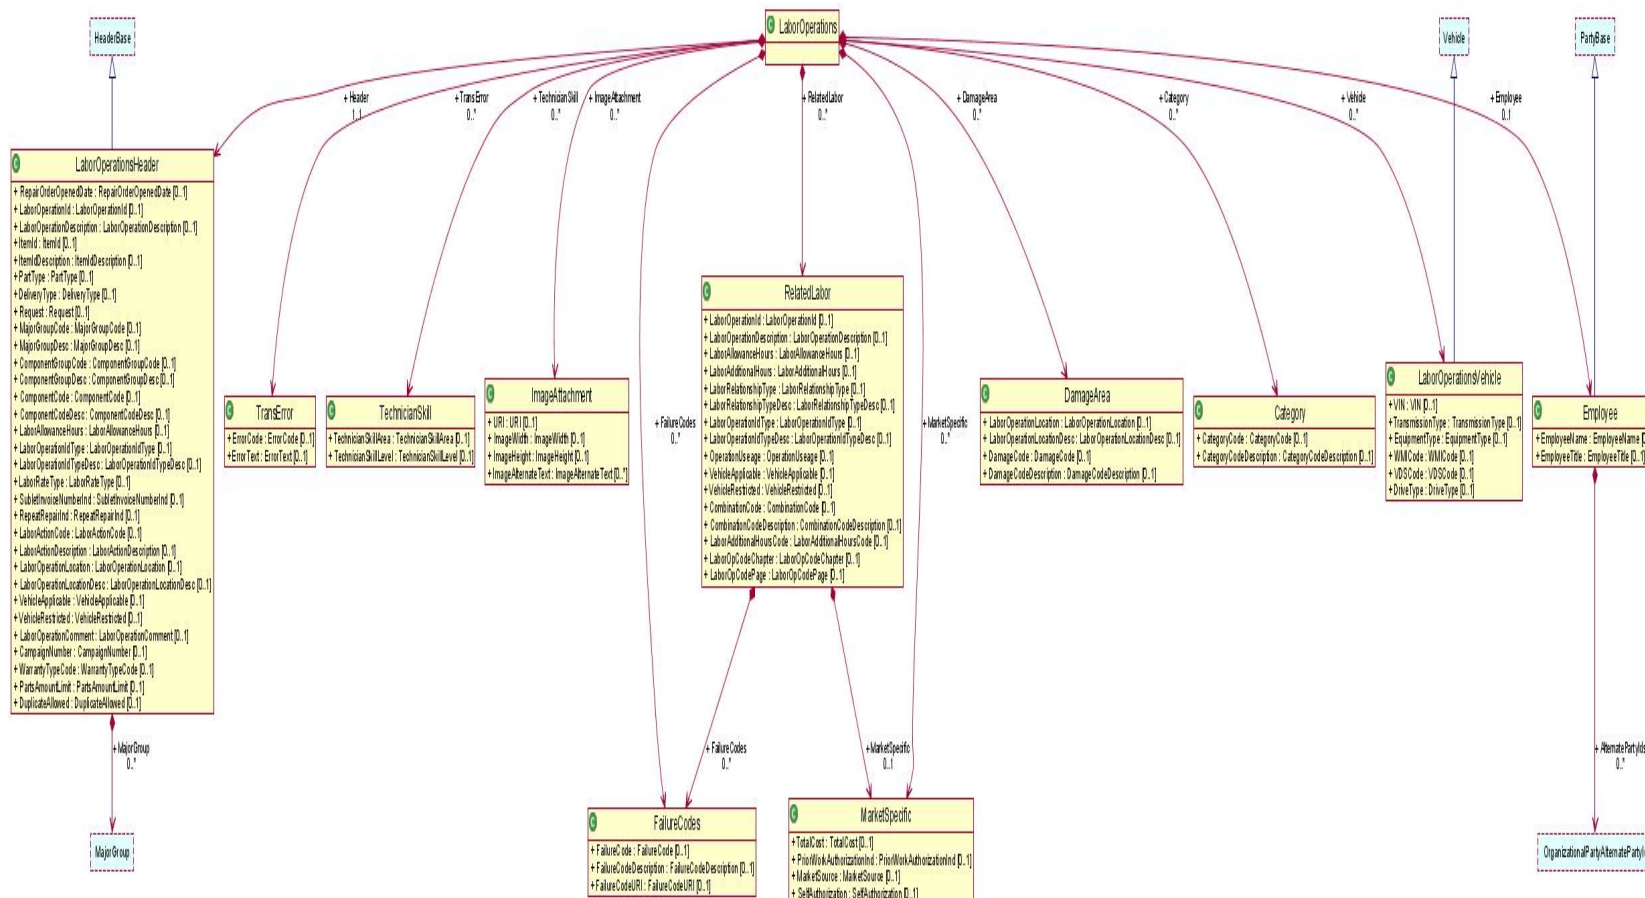 LaborOperations
HeaderBase
Vehicle
PartyBase
+ Header
1..1
+ TransError
0..*
+ TechnicianSkill
0..*
+ ImageAttachment
0..*
+ RelatedLabor
0..*
+ DamageArea
0..*
+ Category
0..*
+ Vehicle
0..*
+ Employee
0..1
LaborOperationsHeader
+ RepairOrderOpenedDate : RepairOrderOpenedDate [0..1]
+ LaborOperationId : LaborOperationId [0..1]
+ LaborOperationDescription : LaborOperationDescription [0..1]
+ ItemId : ItemId [0..1]
+ ItemIdDescription : ItemIdDescription [0..1]
+ PartType : PartType [0..1]
+ DeliveryType : DeliveryType [0..1]
+ Request : Request [0..1]
+ MajorGroupCode : MajorGroupCode [0..1]
+ MajorGroupDesc : MajorGroupDesc [0..1]
+ ComponentGroupCode : ComponentGroupCode [0..1]
+ ComponentGroupDesc : ComponentGroupDesc [0..1]
+ ComponentCode : ComponentCode [0..1]
+ ComponentCodeDesc : ComponentCodeDesc [0..1]
+ LaborAllowanceHours : LaborAllowanceHours [0..1]
+ LaborOperationIdType : LaborOperationIdType [0..1]
+ LaborOperationIdTypeDesc : LaborOperationIdTypeDesc [0..1]
+ LaborRateType : LaborRateType [0..1]
+ SubletInvoiceNumberInd : SubletInvoiceNumberInd [0..1]
+ RepeatRepairInd : RepeatRepairInd [0..1]
+ LaborActionCode : LaborActionCode [0..1]
+ LaborActionDescription : LaborActionDescription [0..1]
+ LaborOperationLocation : LaborOperationLocation [0..1]
+ LaborOperationLocationDesc : LaborOperationLocationDesc [0..1]
+ VehicleApplicable : VehicleApplicable [0..1]
+ VehicleRestricted : VehicleRestricted [0..1]
+ LaborOperationComment : LaborOperationComment [0..1]
+ CampaignNumber : CampaignNumber [0..1]
+ WarrantyTypeCode : WarrantyTypeCode [0..1]
+ PartsAmountLimit : PartsAmountLimit [0..1]
+ DuplicateAllowed : DuplicateAllowed [0..1]
TransError
+ ErrorCode : ErrorCode [0..1]
+ ErrorText : ErrorText [0..1]
TechnicianSkill
+ TechnicianSkillArea : TechnicianSkillArea [0..1]
+ TechnicianSkillLevel : TechnicianSkillLevel [0..1]
ImageAttachment
+ URI : URI [0..1]
+ ImageWidth : ImageWidth [0..1]
+ ImageHeight : ImageHeight [0..1]
+ ImageAlternateText : ImageAlternateText [0..*]
+ FailureCodes
0..*
RelatedLabor
+ LaborOperationId : LaborOperationId [0..1]
+ LaborOperationDescription : LaborOperationDescription [0..1]
+ LaborAllowanceHours : LaborAllowanceHours [0..1]
+ LaborAdditionalHours : LaborAdditionalHours [0..1]
+ LaborRelationshipType : LaborRelationshipType [0..1]
+ LaborRelationshipTypeDesc : LaborRelationshipTypeDesc [0..1]
+ LaborOperationIdType : LaborOperationIdType [0..1]
+ LaborOperationIdTypeDesc : LaborOperationIdTypeDesc [0..1]
+ OperationUseage : OperationUseage [0..1]
+ VehicleApplicable : VehicleApplicable [0..1]
+ VehicleRestricted : VehicleRestricted [0..1]
+ CombinationCode : CombinationCode [0..1]
+ CombinationCodeDescription : CombinationCodeDescription [0..1]
+ LaborAdditionalHoursCode : LaborAdditionalHoursCode [0..1]
+ LaborOpCodeChapter : LaborOpCodeChapter [0..1]
+ LaborOpCodePage : LaborOpCodePage [0..1]
+ MarketSpecific
0..*
DamageArea
+ LaborOperationLocation : LaborOperationLocation [0..1]
+ LaborOperationLocationDesc : LaborOperationLocationDesc [0..1]
+ DamageCode : DamageCode [0..1]
+ DamageCodeDescription : DamageCodeDescription [0..1]
Category
+ CategoryCode : CategoryCode [0..1]
+ CategoryCodeDescription : CategoryCodeDescription [0..1]
LaborOperationsVehicle
+ VIN : VIN [0..1]
+ TransmissionType : TransmissionType [0..1]
+ EquipmentType : EquipmentType [0..1]
+ WMICode : WMICode [0..1]
+ VDSCode : VDSCode [0..1]
+ DriveType : DriveType [0..1]
Employee
+ EmployeeName : EmployeeName [0
+ EmployeeTitle : EmployeeTitle [0..1]
+ MajorGroup
0..*
+ FailureCodes
0..*
+ MarketSpecific
0..1
+ AlternatePartyIds
0..*
MajorGroup
FailureCodes
+ FailureCode : FailureCode [0..1]
+ FailureCodeDescription : FailureCodeDescription [0..1]
+ FailureCodeURI : FailureCodeURI [0..1]
MarketSpecific
+ TotalCost : TotalCost [0..1]
+ PriorWorkAuthorizationInd : PriorWorkAuthorizationInd [0..1]
+ MarketSource : MarketSource [0..1]
+ SelfAuthorization : SelfAuthorization [0..1]
OrganizationalPartyAlternatePartyId